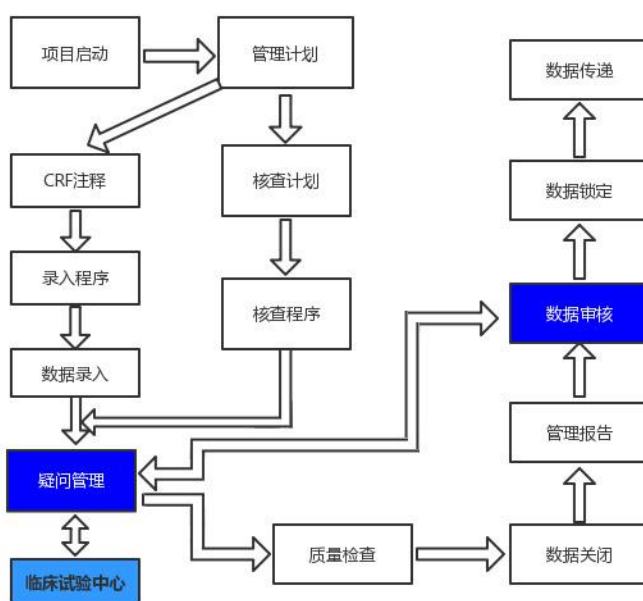 项目启动
管理计划
数据传递
CRF注释
核查计划
数据锁定
录入程序
核查程序
数据审核
数据录入
管理报告
疑问管理
质量检查
数据关闭
临床试验中心